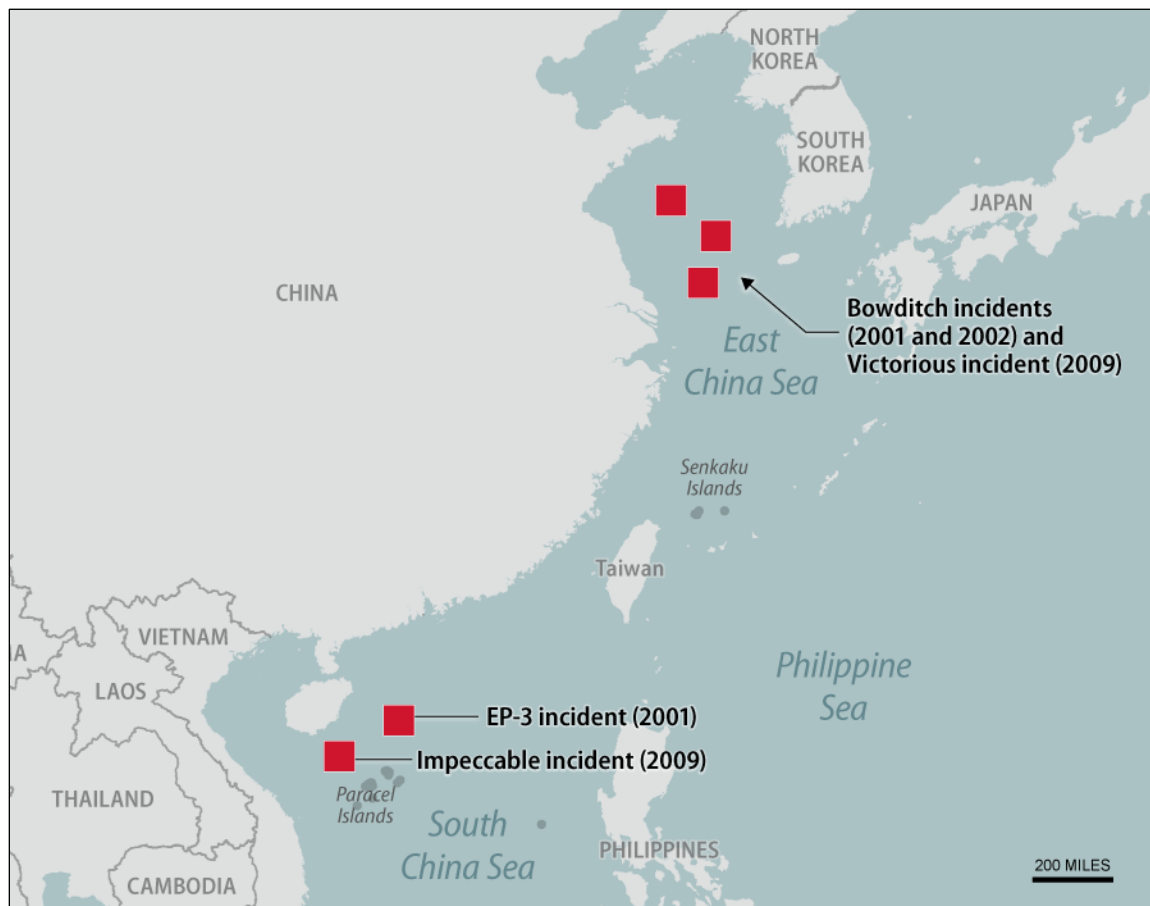 NORTH
KOREA
SOUTH
KOREA
JAPAN
CHINA
Bowditch incidents
(2001 and 2002) and
Victorious incident (2009)
East
China Sea
Senkaku
Islands
Taiwan
VIETNAM
IA
LAOS
Philippine
Sea
EP-3 incident (2001)
Impeccable incident (2009)
THAILAND
Paracel
Islands
South
China Sea
PHILIPPINES
200 MILES
CAMBODIA